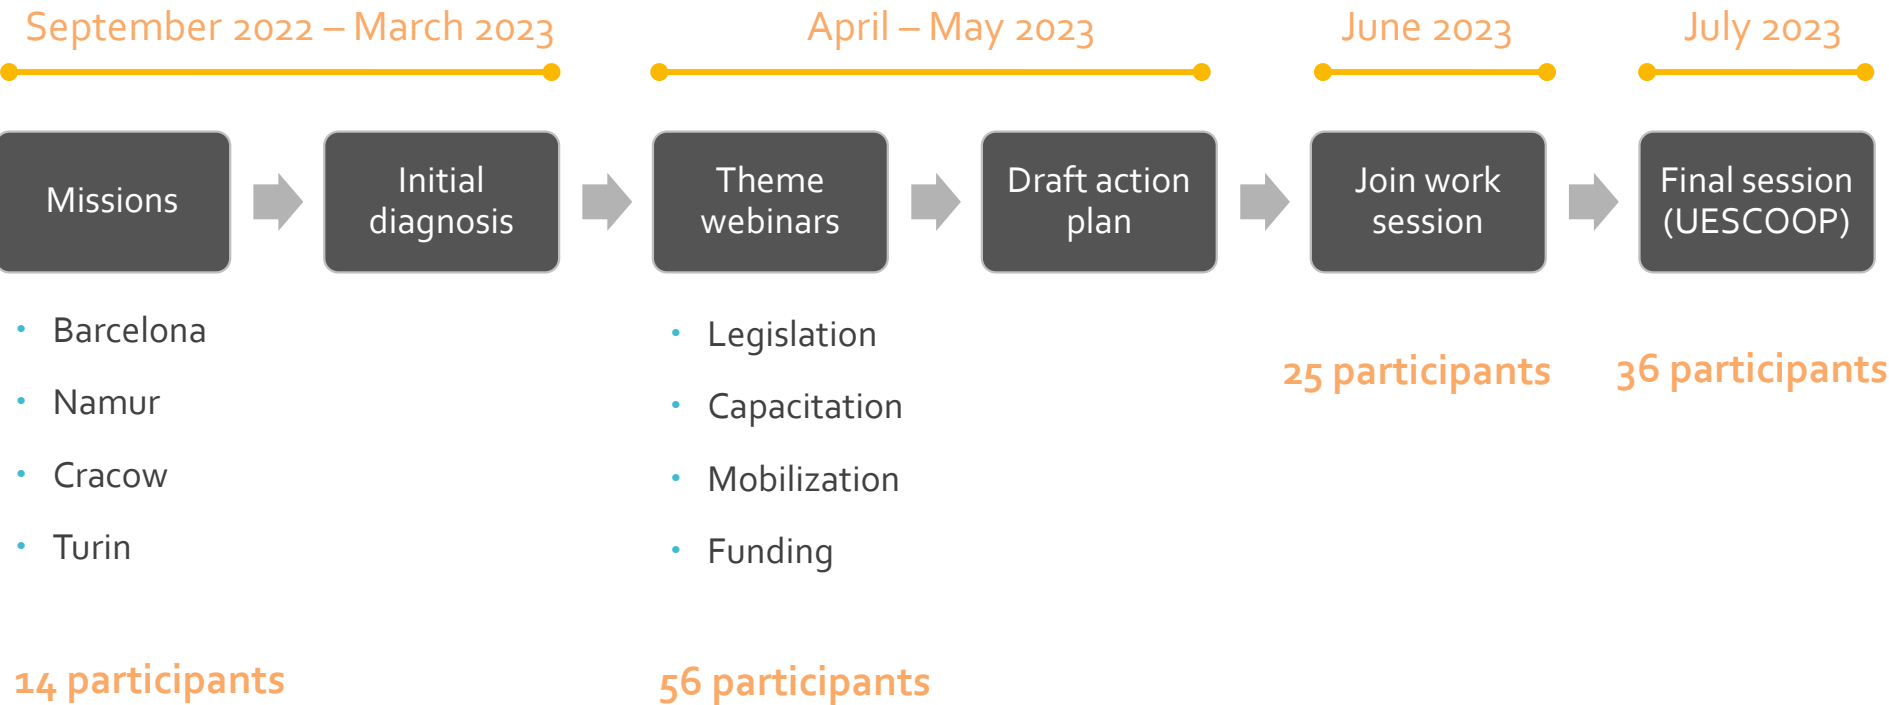 September 2022 – March 2023
April – May 2023
June 2023
July 2023
Missions
Initial
diagnosis
Theme
webinars
Draft action
plan
Join work
session
Final session
(UESCOOP)
• Barcelona
• Namur
• Cracow
• Turin
14 participants
• Legislation
• Capacitation
• Mobilization
• Funding
56 participants
25 participants
36 participants